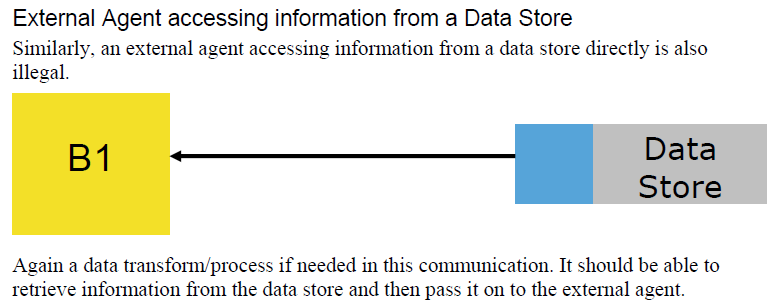 External Agent accessing information from a Data Store
Similarly, an external agent accessing information from a data store directly is also
illegal.
B1
Data
Store
Again a data transform/process if needed in this communication. It should be able to
retrieve information from the data store and then pass it on to the external agent.